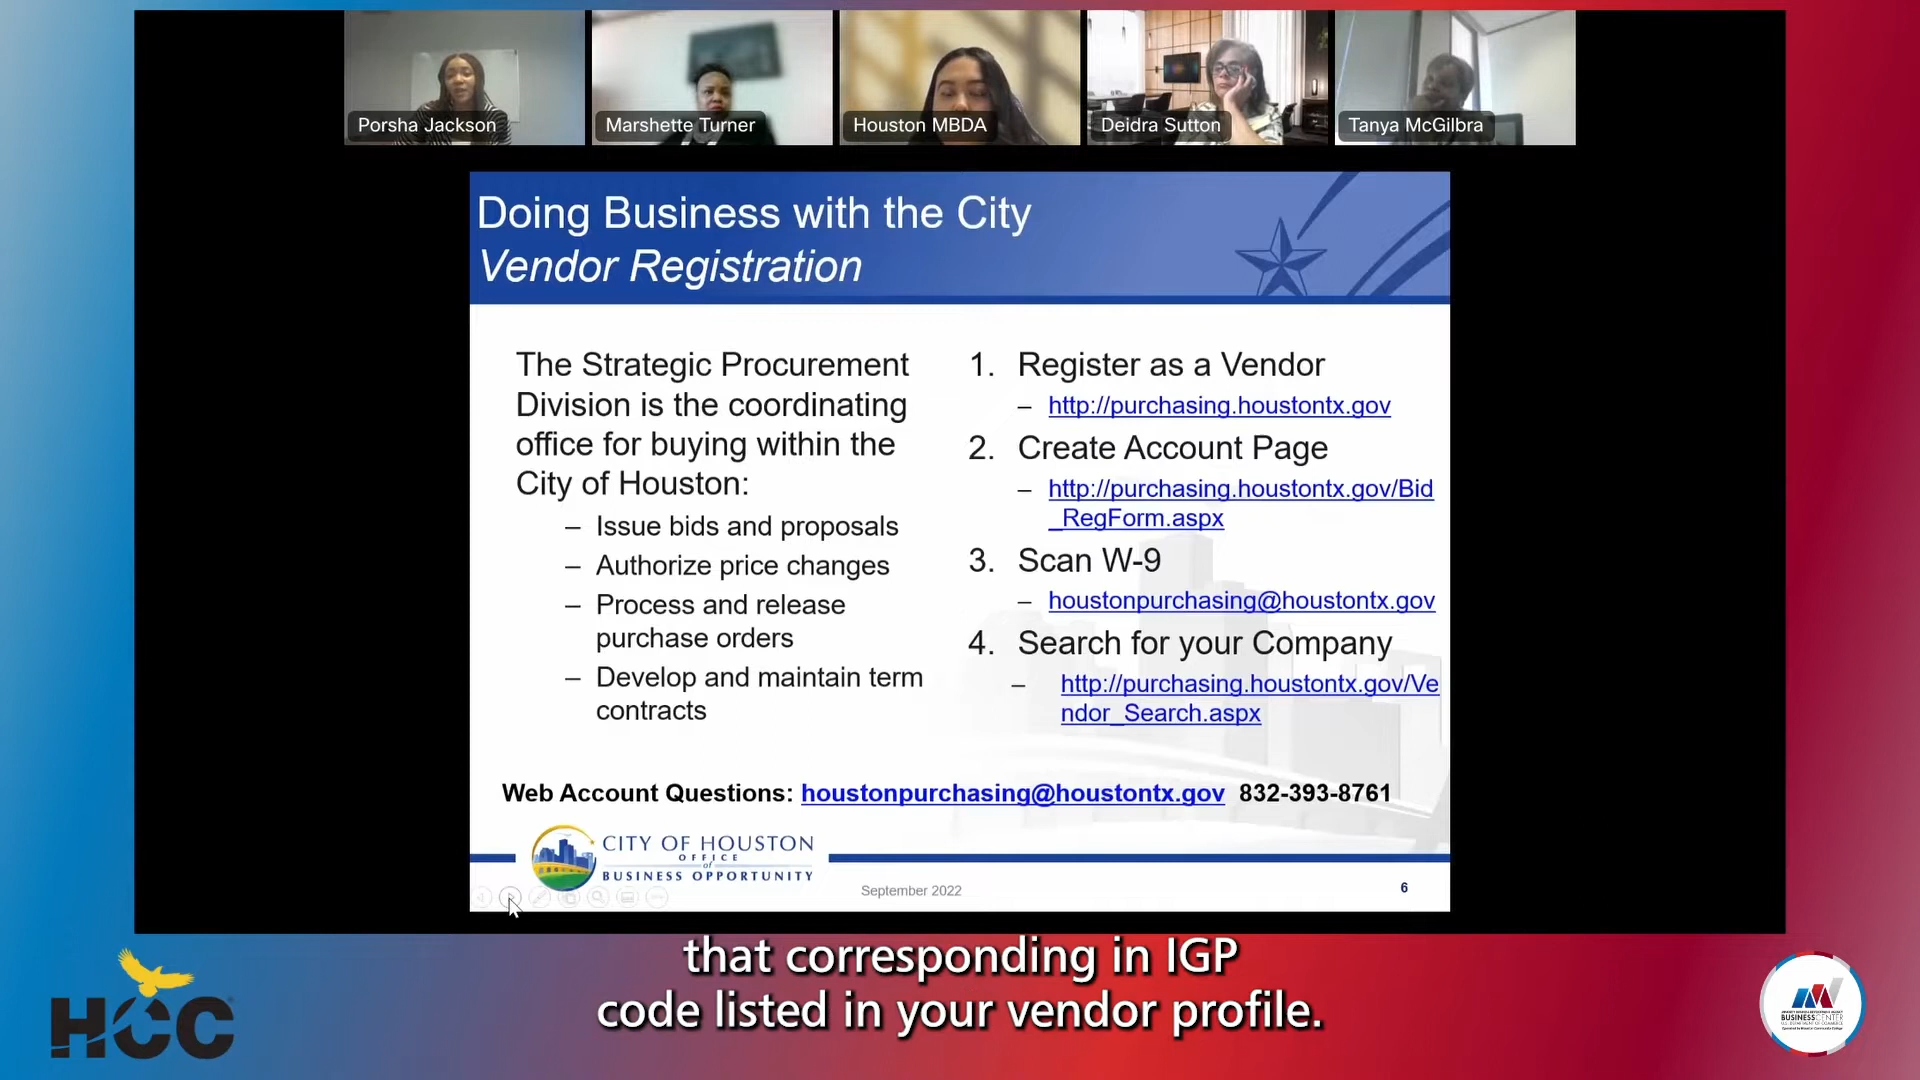 Porsha Jackson
Marshette Turner
Houston MBDA
Deidra Sutton
Tanya McGilbra
Doing Business with the City
Vendor Registration
The Strategic Procurement
Division is the coordinating
office for buying within the
City of Houston:
– Issue bids and proposals
– Authorize price changes
– Process and release
purchase orders
– Develop and maintain term
contracts
1. Register as a Vendor
– http://purchasing.houstontx.gov
2. Create Account Page
– http://purchasing.houstontx.gov/Bid
_RegForm.aspx
3. Scan W-9
– houstonpurchasing@houstontx.gov
4. Search for your Company
– http://purchasing.houstontx.gov/Ve
ndor_Search.aspx
Web Account Questions: houstonpurchasing@houstontx.gov 832-393-8761
CITY OF HOUSTON
OFFICE
of
BUSINESS OPPORTUNITY
September 2022
6
that corresponding in IGP
code listed in your vendor profile.
HCC
BUSINESS CENTER